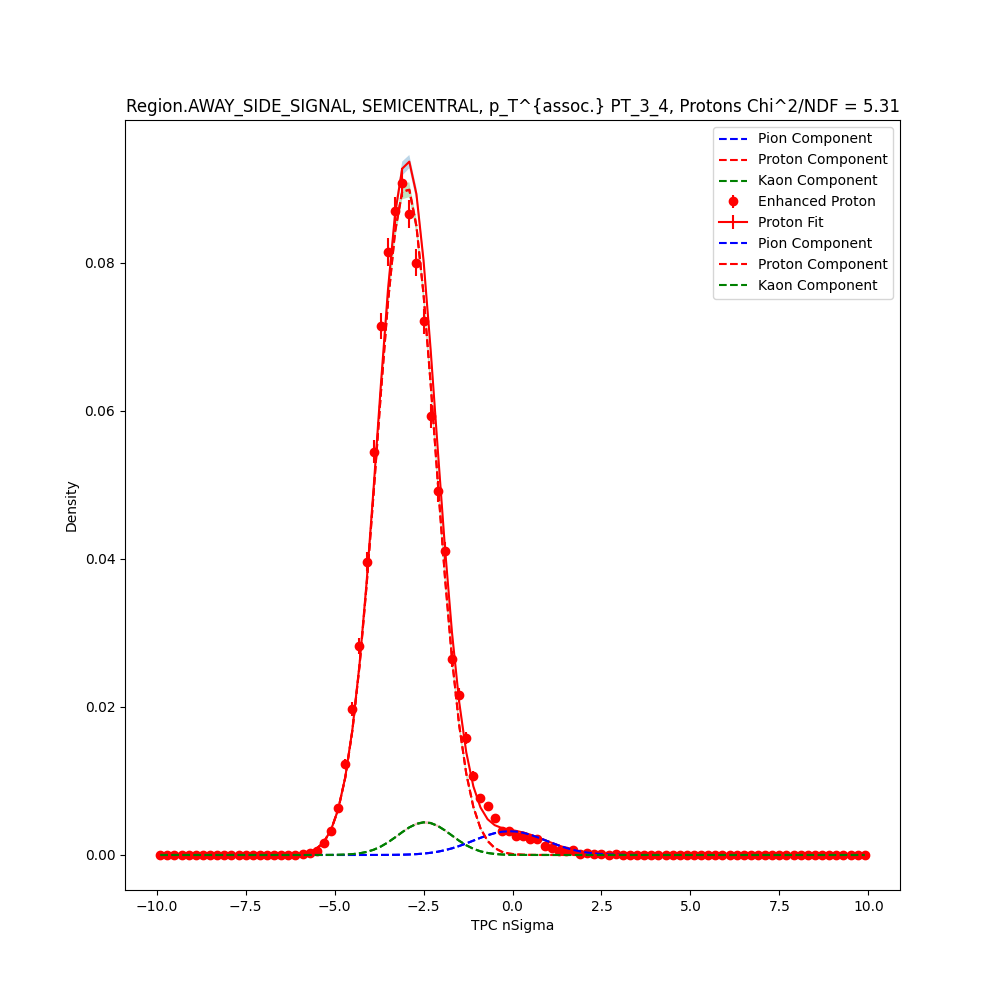 Region.AWAY_SIDE_SIGNAL, SEMICENTRAL, p_T^{assoc.} PT_3_4, Protons Chi^2/NDF = 5.31
Pion Component
Proton Component
Kaon Component
Enhanced Proton
Proton Fit
Pion Component
Proton Component
Kaon Component
0.08
0.06
0.04
0.02
0.00
Density
−10.0 −7.5 −5.0 −2.5 0.0 2.5 5.0 7.5 10.0
TPC nSigma